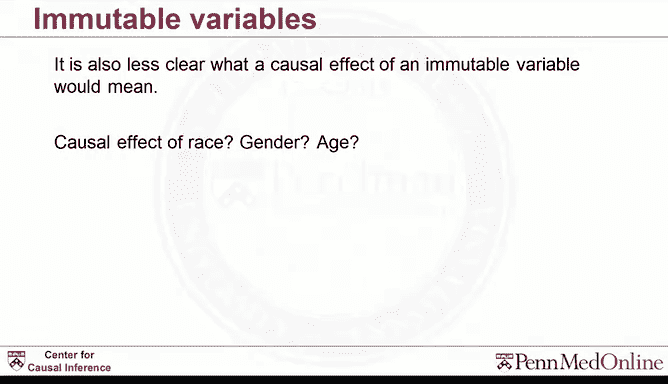 Immutable variables
It is also less clear what a causal effect of an immutable variable
would mean.
Causal effect of race? Gender? Age?
Center for
Causal Inference
PennMedOnline